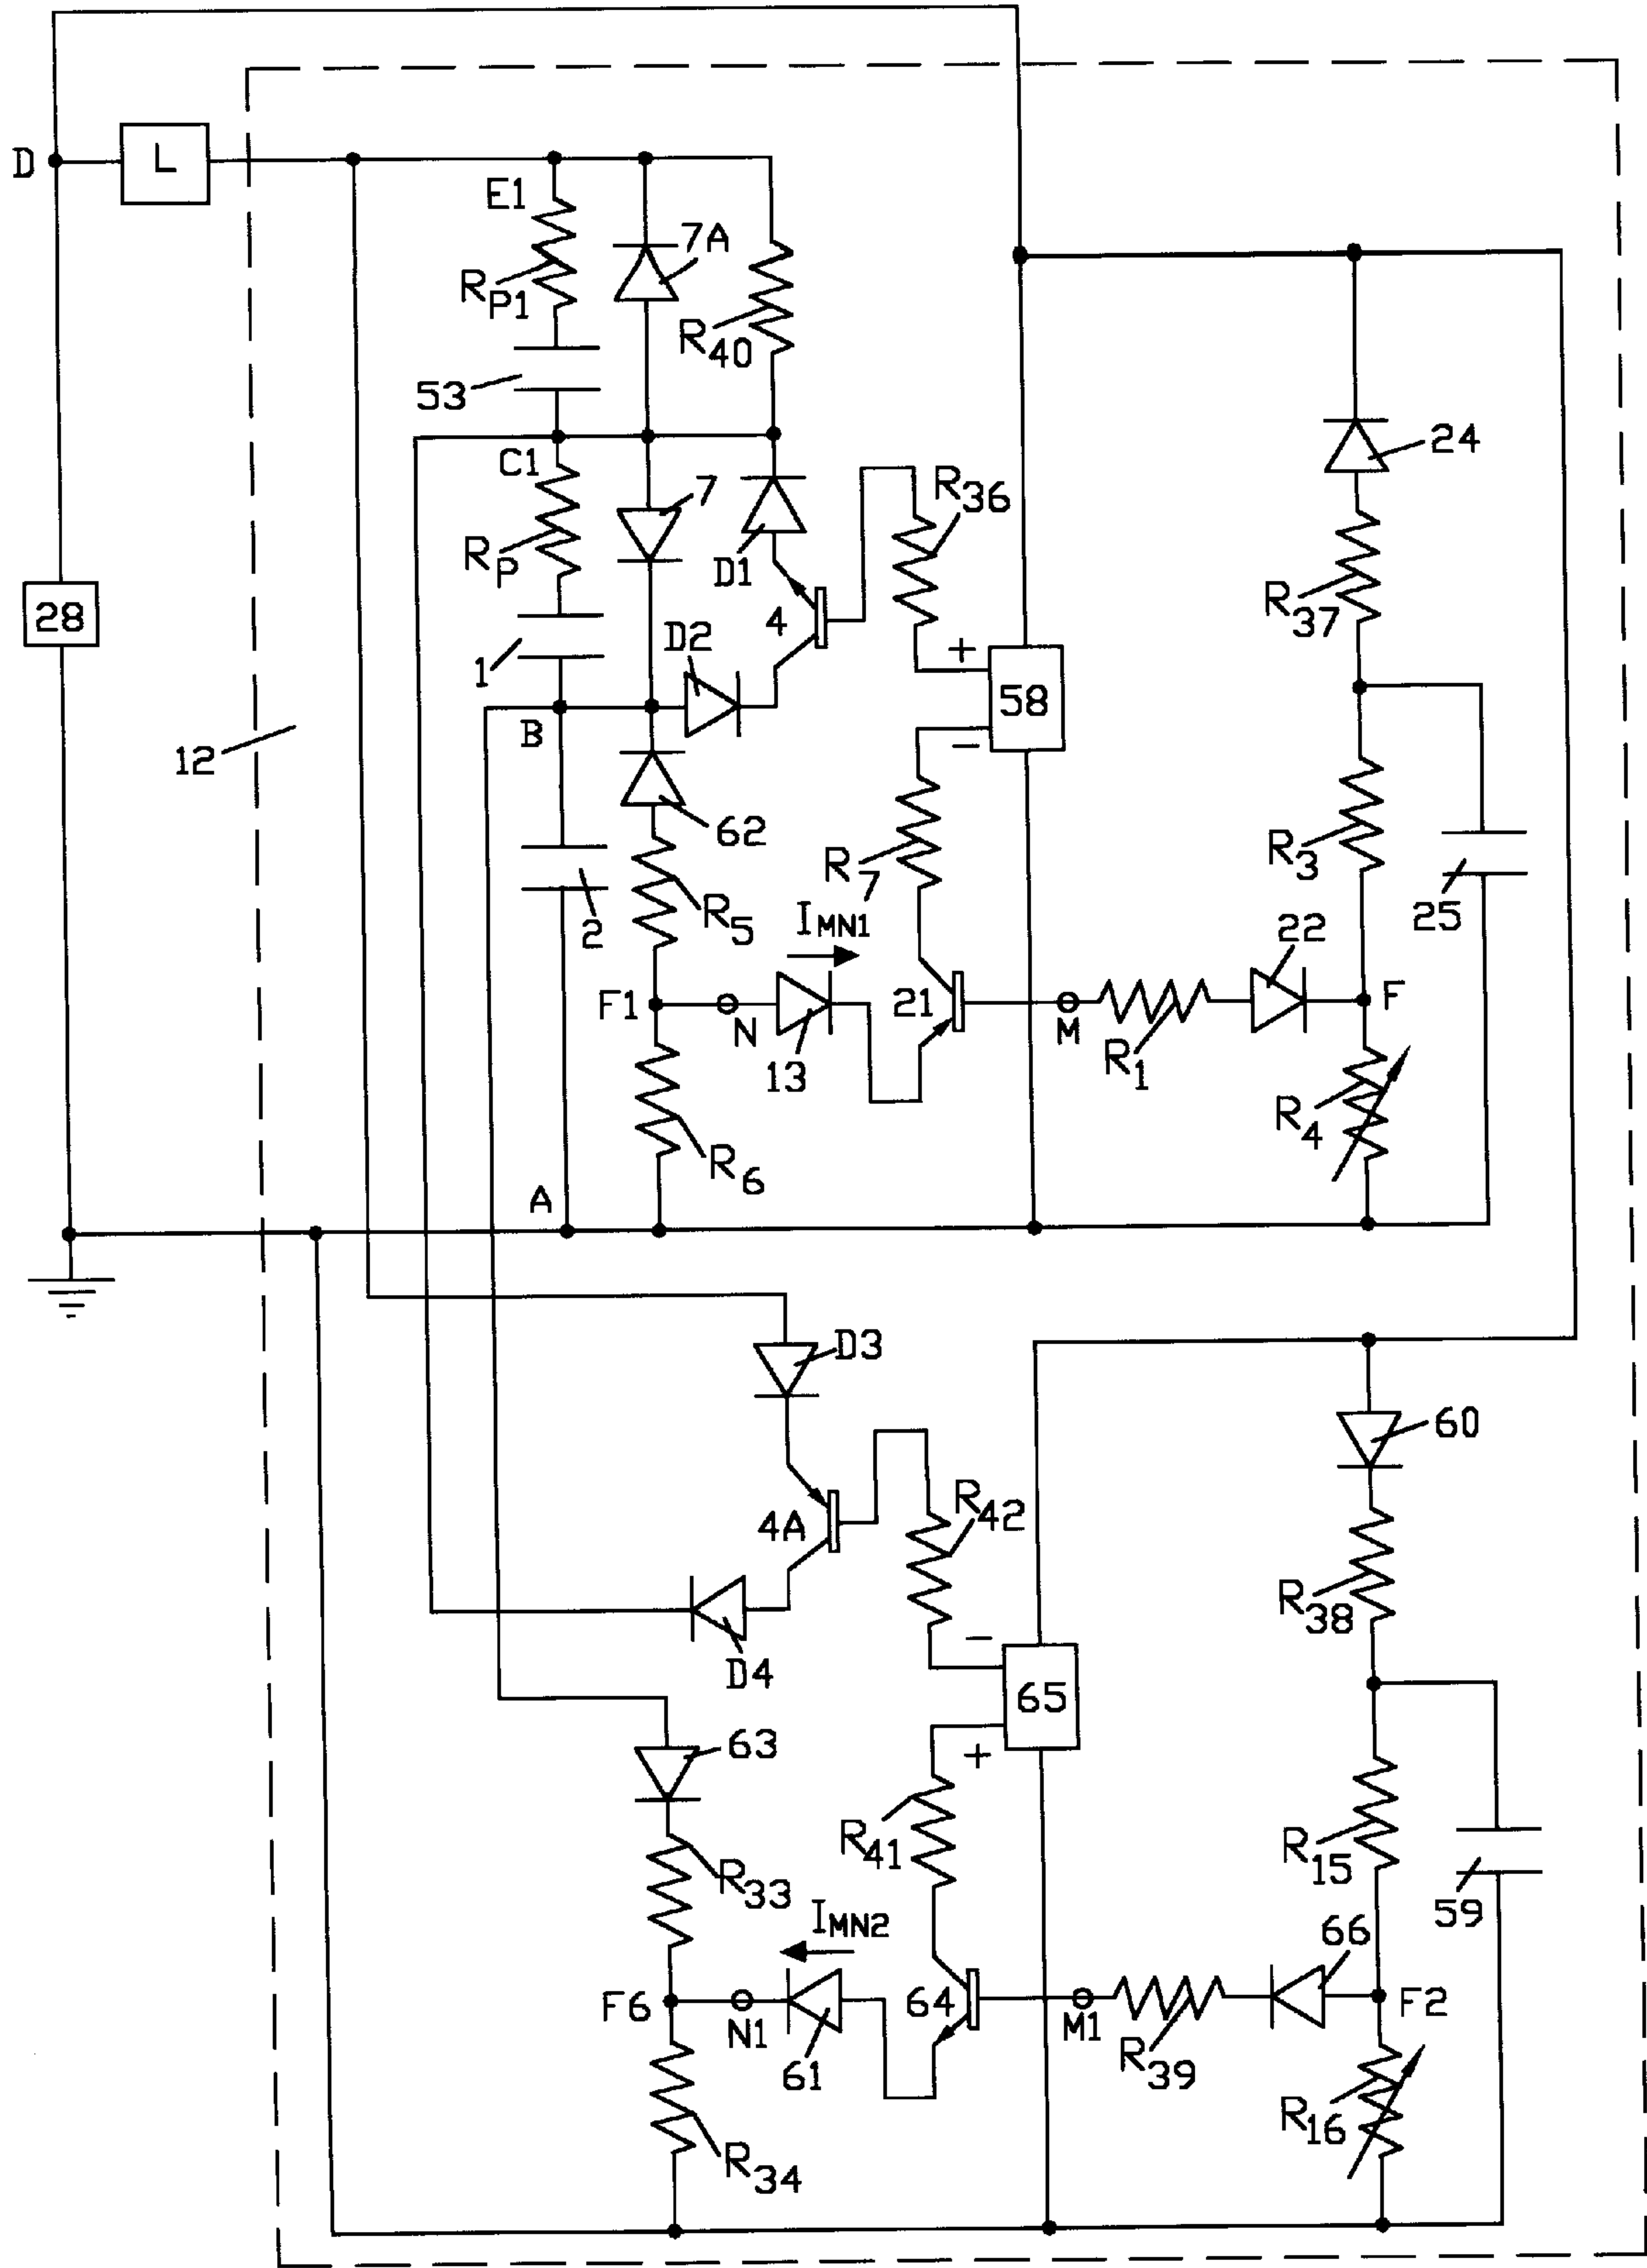 D
L
E1
7A
RP1
R40
53
24
C1
7
R36
RP
D1
R37
28
4
D2
+
1
58
B
−
12
62
R3
R7
25
2
R5
IMN1
22
F1
N
21
M
F
13
R1
R4
R6
A
D3
60
4A
R42
R38
D4
−
65
63
+
R41
R15
R33
59
IMN2
66
F6
N1
64
M1
F2
61
R39
R16
R34